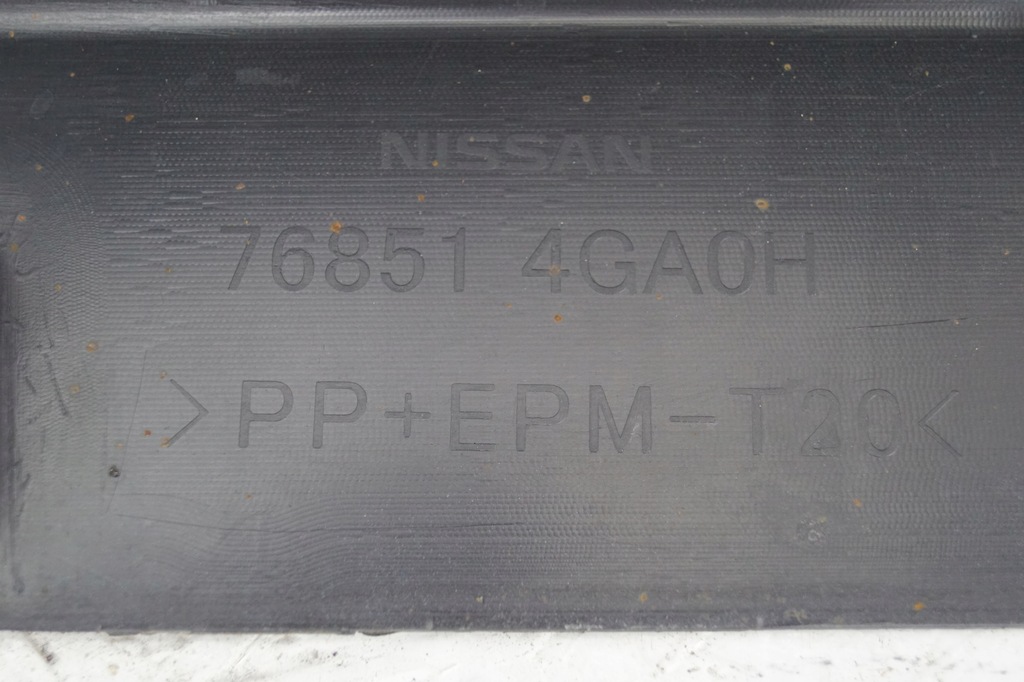 NISSAN
76851 4GA0H
>PP+EPM-T20<